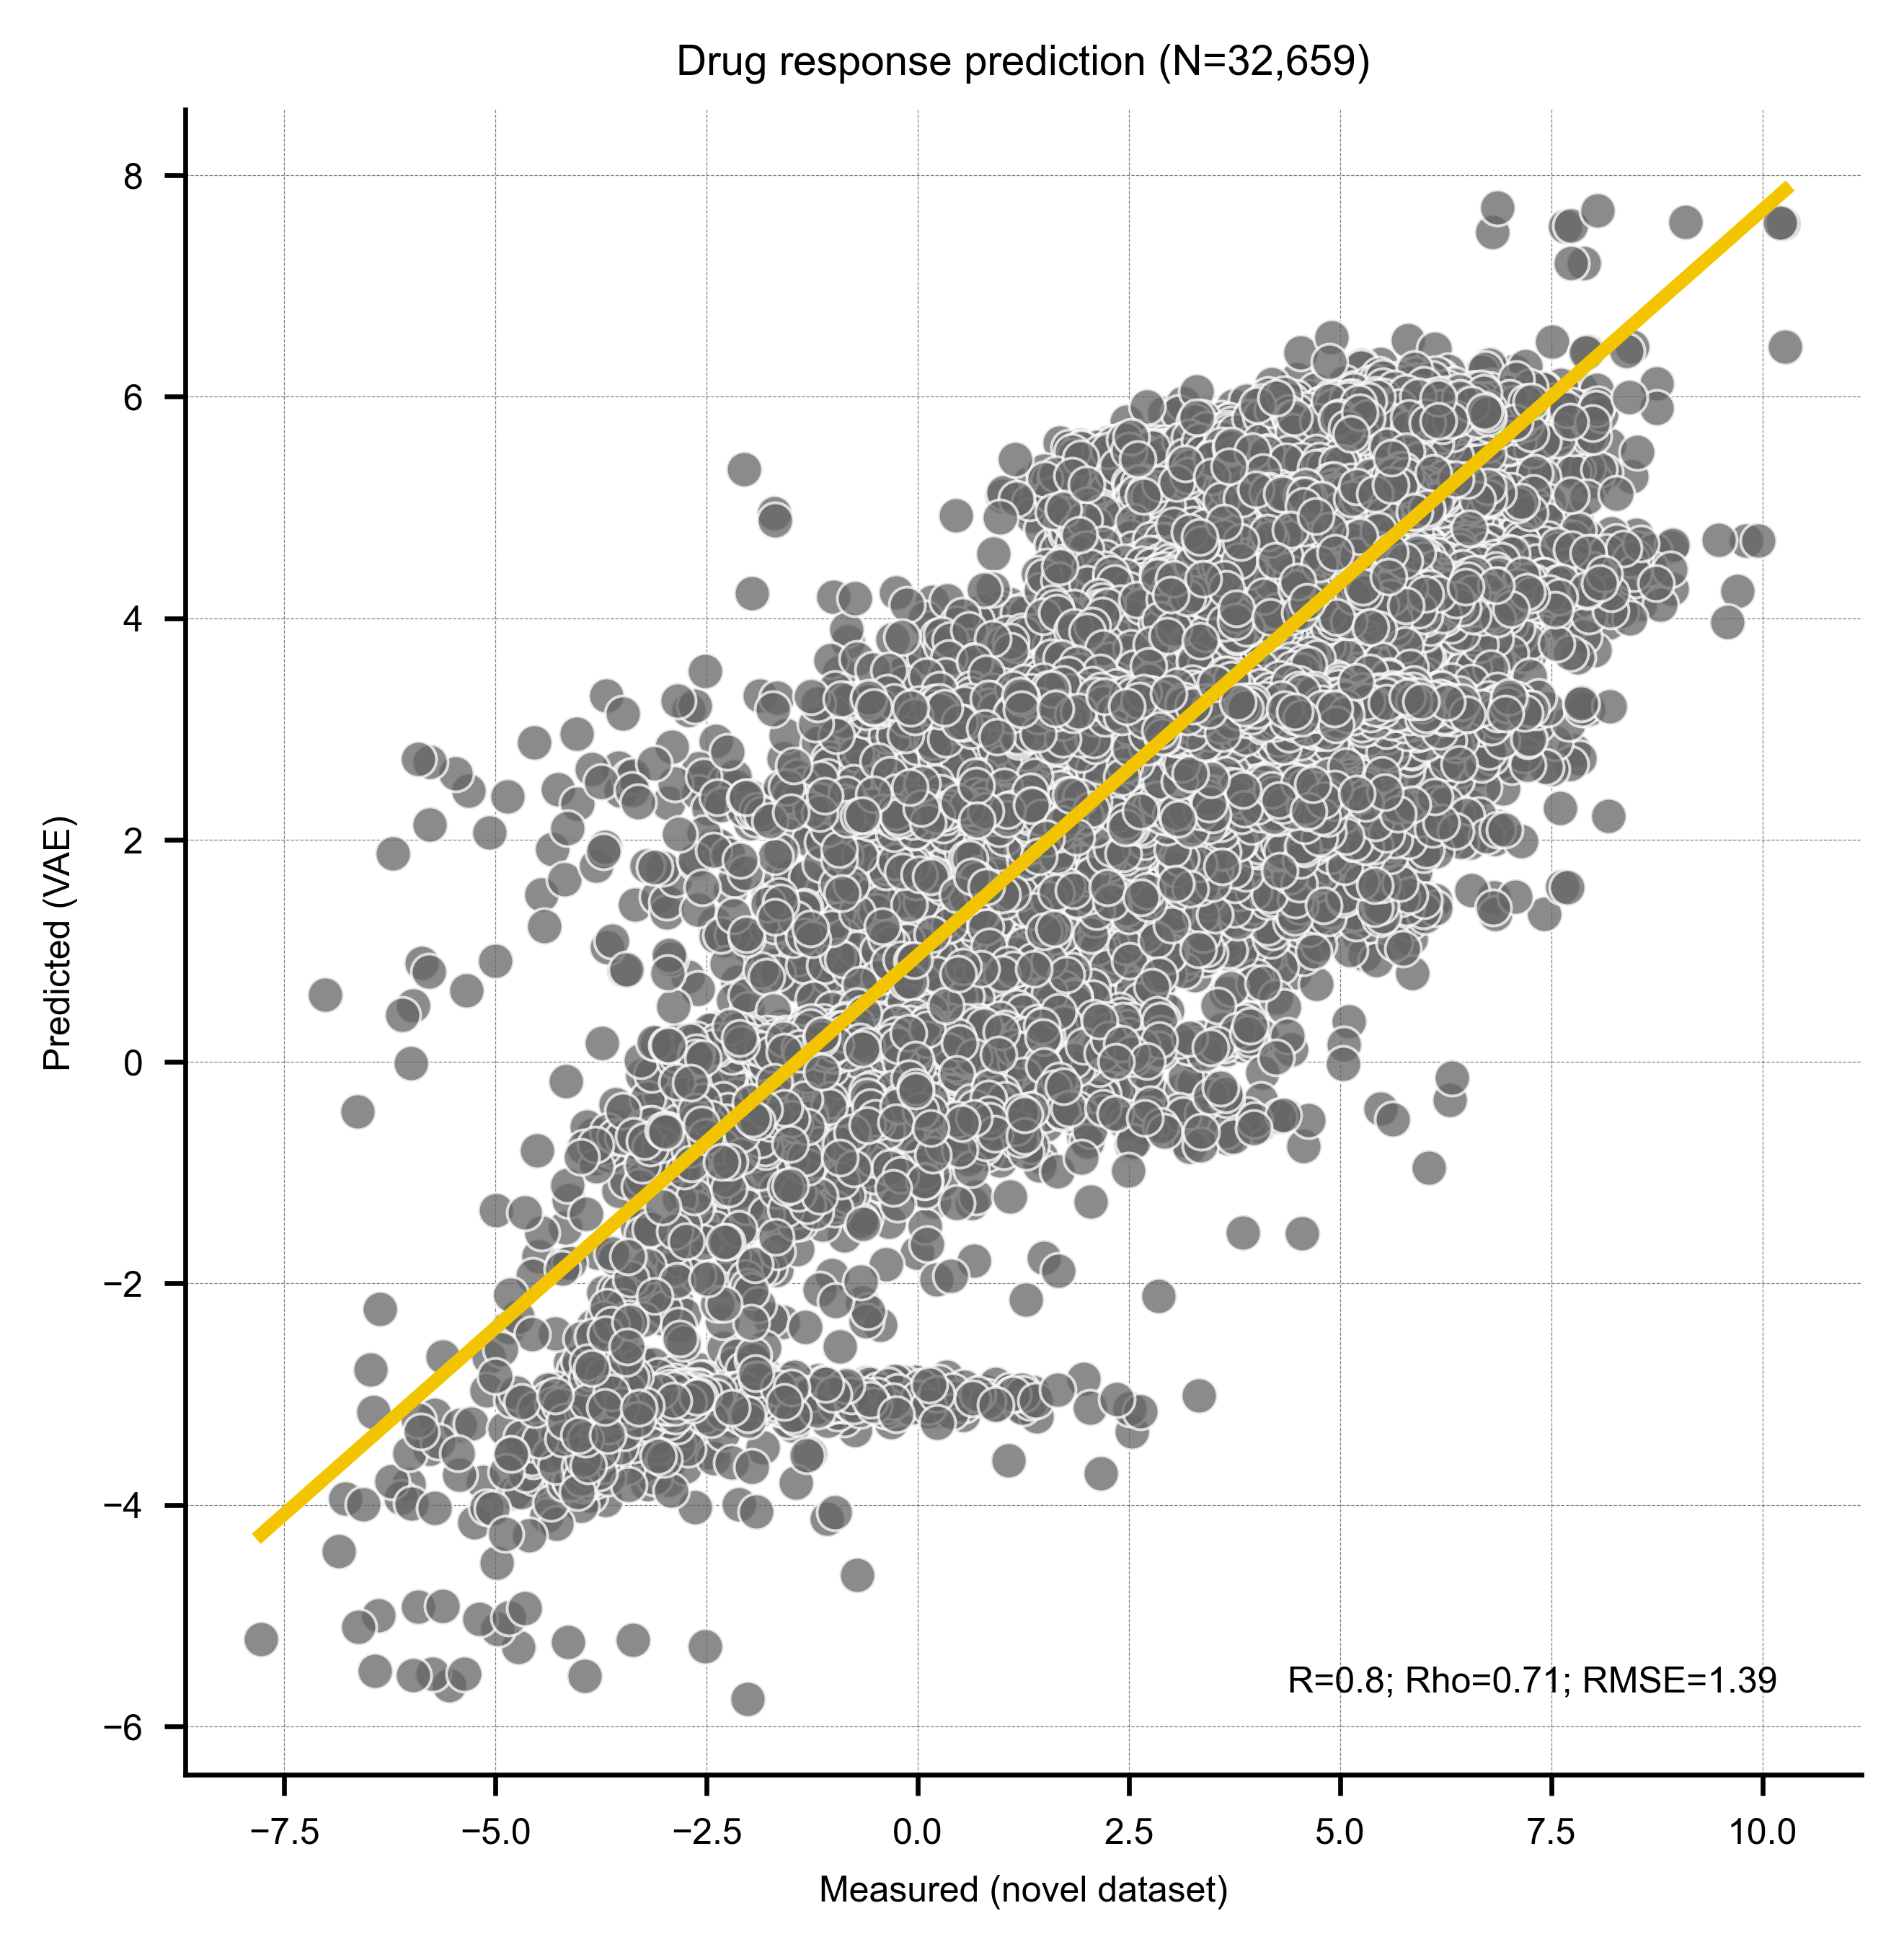 Drug response prediction (N=32,659)
8
6
4
2
0
−2
−4
−6
Predicted (VAE)
R=0.8; Rho=0.71; RMSE=1.39
−7.5 −5.0 −2.5 0.0 2.5 5.0 7.5 10.0
Measured (novel dataset)